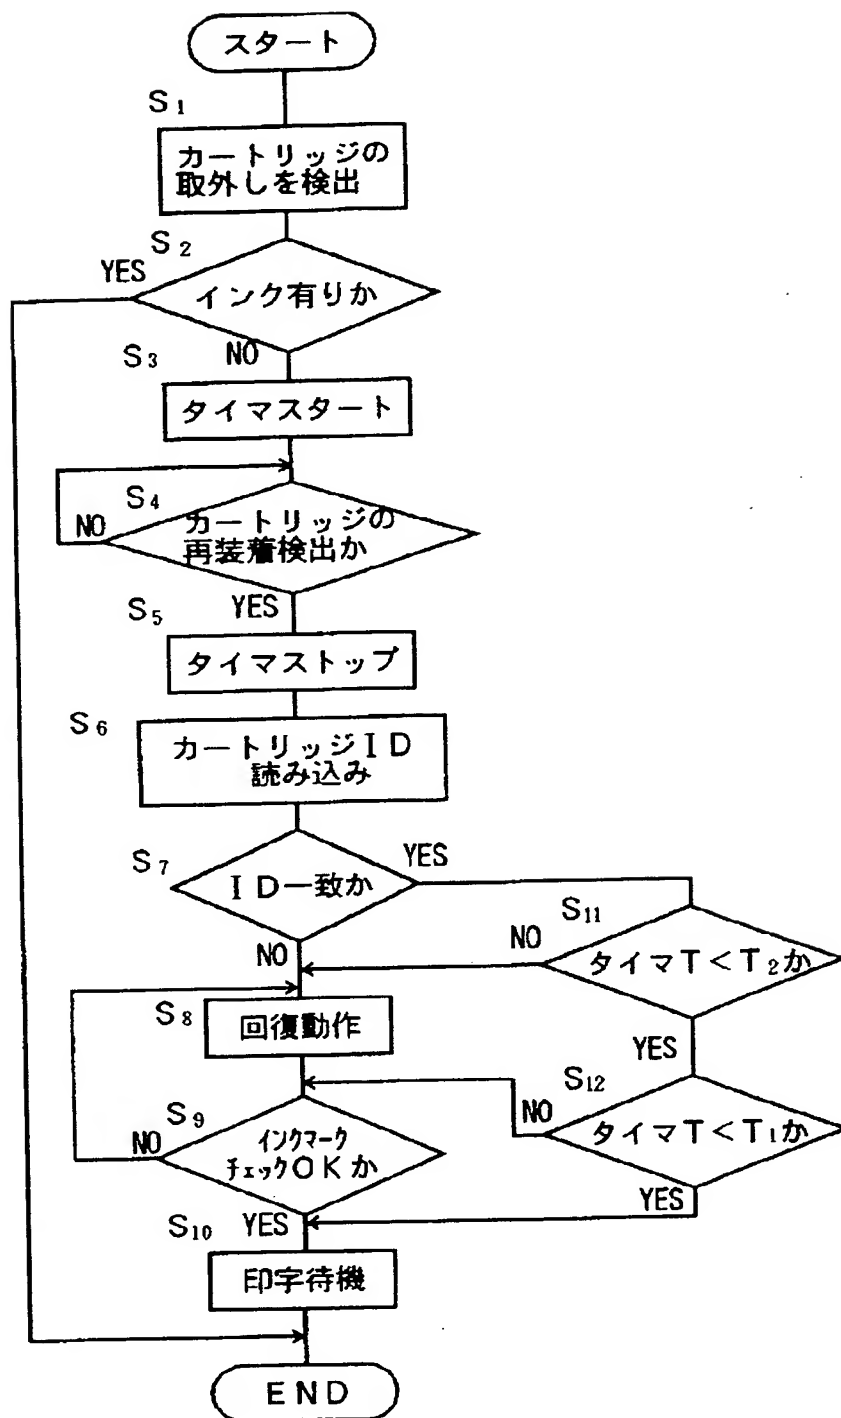 スタート
S1
カートリッジの
取外しを検出
S2
YES
インク有りか
NO
S3
タイマスタート
S4
NO
カートリッジの
再装着検出か
YES
S5
タイマストップ
S6
カートリッジID
読み込み
S7
ID一致か
YES
NO
S11
NO
タイマT<T2か
YES
S8
回復動作
S12
NO
タイマT<T1か
YES
S9
NO
インクマーク
チェックOKか
YES
S10
印字待機
END